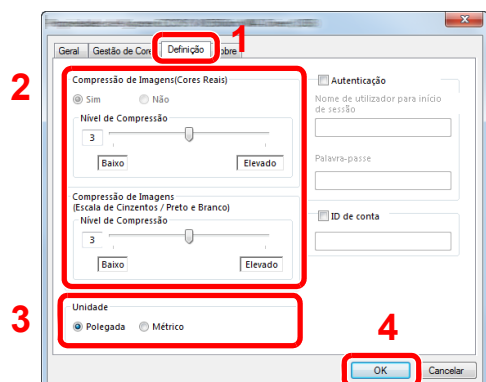 1
Geral Gestão de Core Definição obre
2
Compressão de Imagens(Cores Reais)
Sim Não
Nível de Compressão
3
Baixo Elevado
Compressão de Imagens
(Escala de Cinzentos / Preto e Branco)
Nível de Compressão
3
Baixo Elevado
Autenticação
Nome de utilizador para início
de sessão
Palavra-passe
ID de conta
3
Unidade
Polegada Métrico
4
OK Cancelar